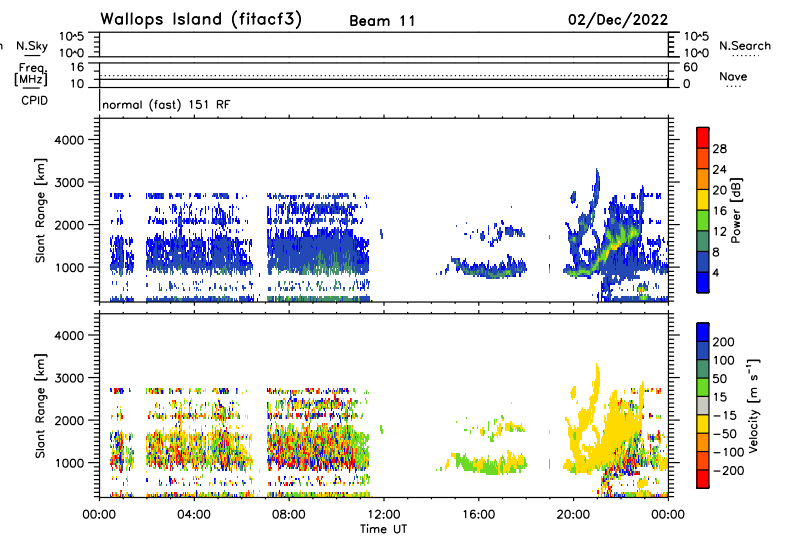 Wallops Island (fitacf3) Beam 11 02/Dec/2022
N.Sky 10^5 10^0 10^5 10^0 N.Search
Freq. [MHz] 16 10 60 0 Nave
CPID normal (fast) 151 RF
Slant Range [km]
4000
3000
2000
1000
Power [dB]
28
24
20
16
12
8
4
Slant Range [km]
4000
3000
2000
1000
Velocity [m s⁻¹]
200
100
50
15
−15
−50
−100
−200
00:00 04:00 08:00 12:00 16:00 20:00 00:00
Time UT